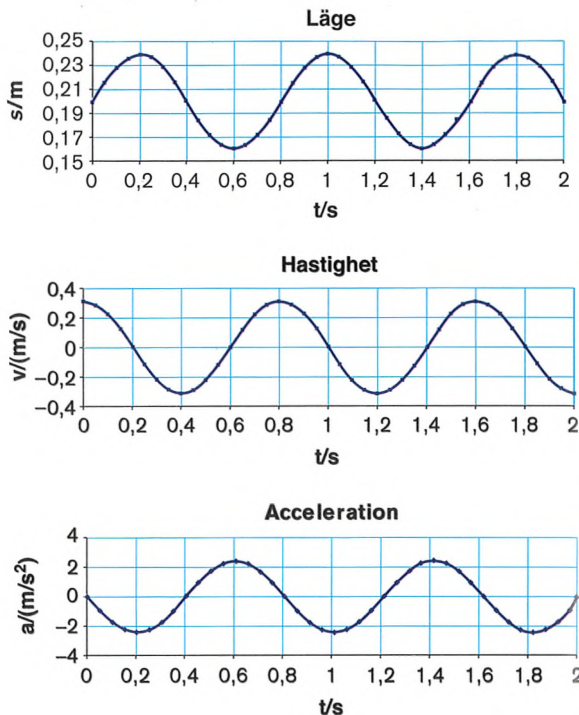 Läge
s/m
0,25
0,23
0,21
0,19
0,17
0,15
0 0,2 0,4 0,6 0,8 1 1,2 1,4 1,6 1,8 2
t/s
Hastighet
v/(m/s)
0,4
0,2
0
−0,2
−0,4
0 0,2 0,4 0,6 0,8 1 1,2 1,4 1,6 1,8 2
t/s
Acceleration
a/(m/s²)
4
2
0
−2
−4
0 0,2 0,4 0,6 0,8 1 1,2 1,4 1,6 1,8 2
t/s